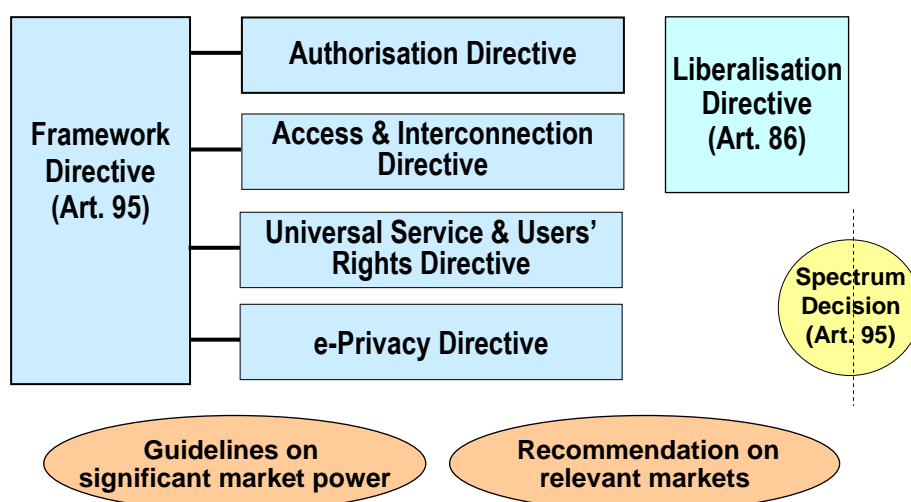 Framework
Directive
(Art. 95)
Authorisation Directive
Access & Interconnection
Directive
Universal Service & Users’
Rights Directive
e-Privacy Directive
Liberalisation
Directive
(Art. 86)
Spectrum
Decision
(Art. 95)
Guidelines on
significant market power
Recommendation on
relevant markets